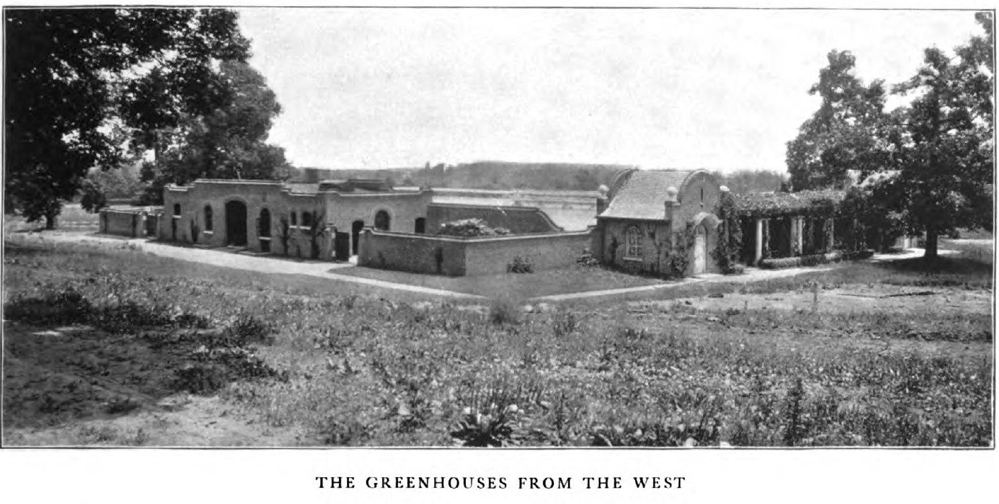 THE GREENHOUSES FROM THE WEST